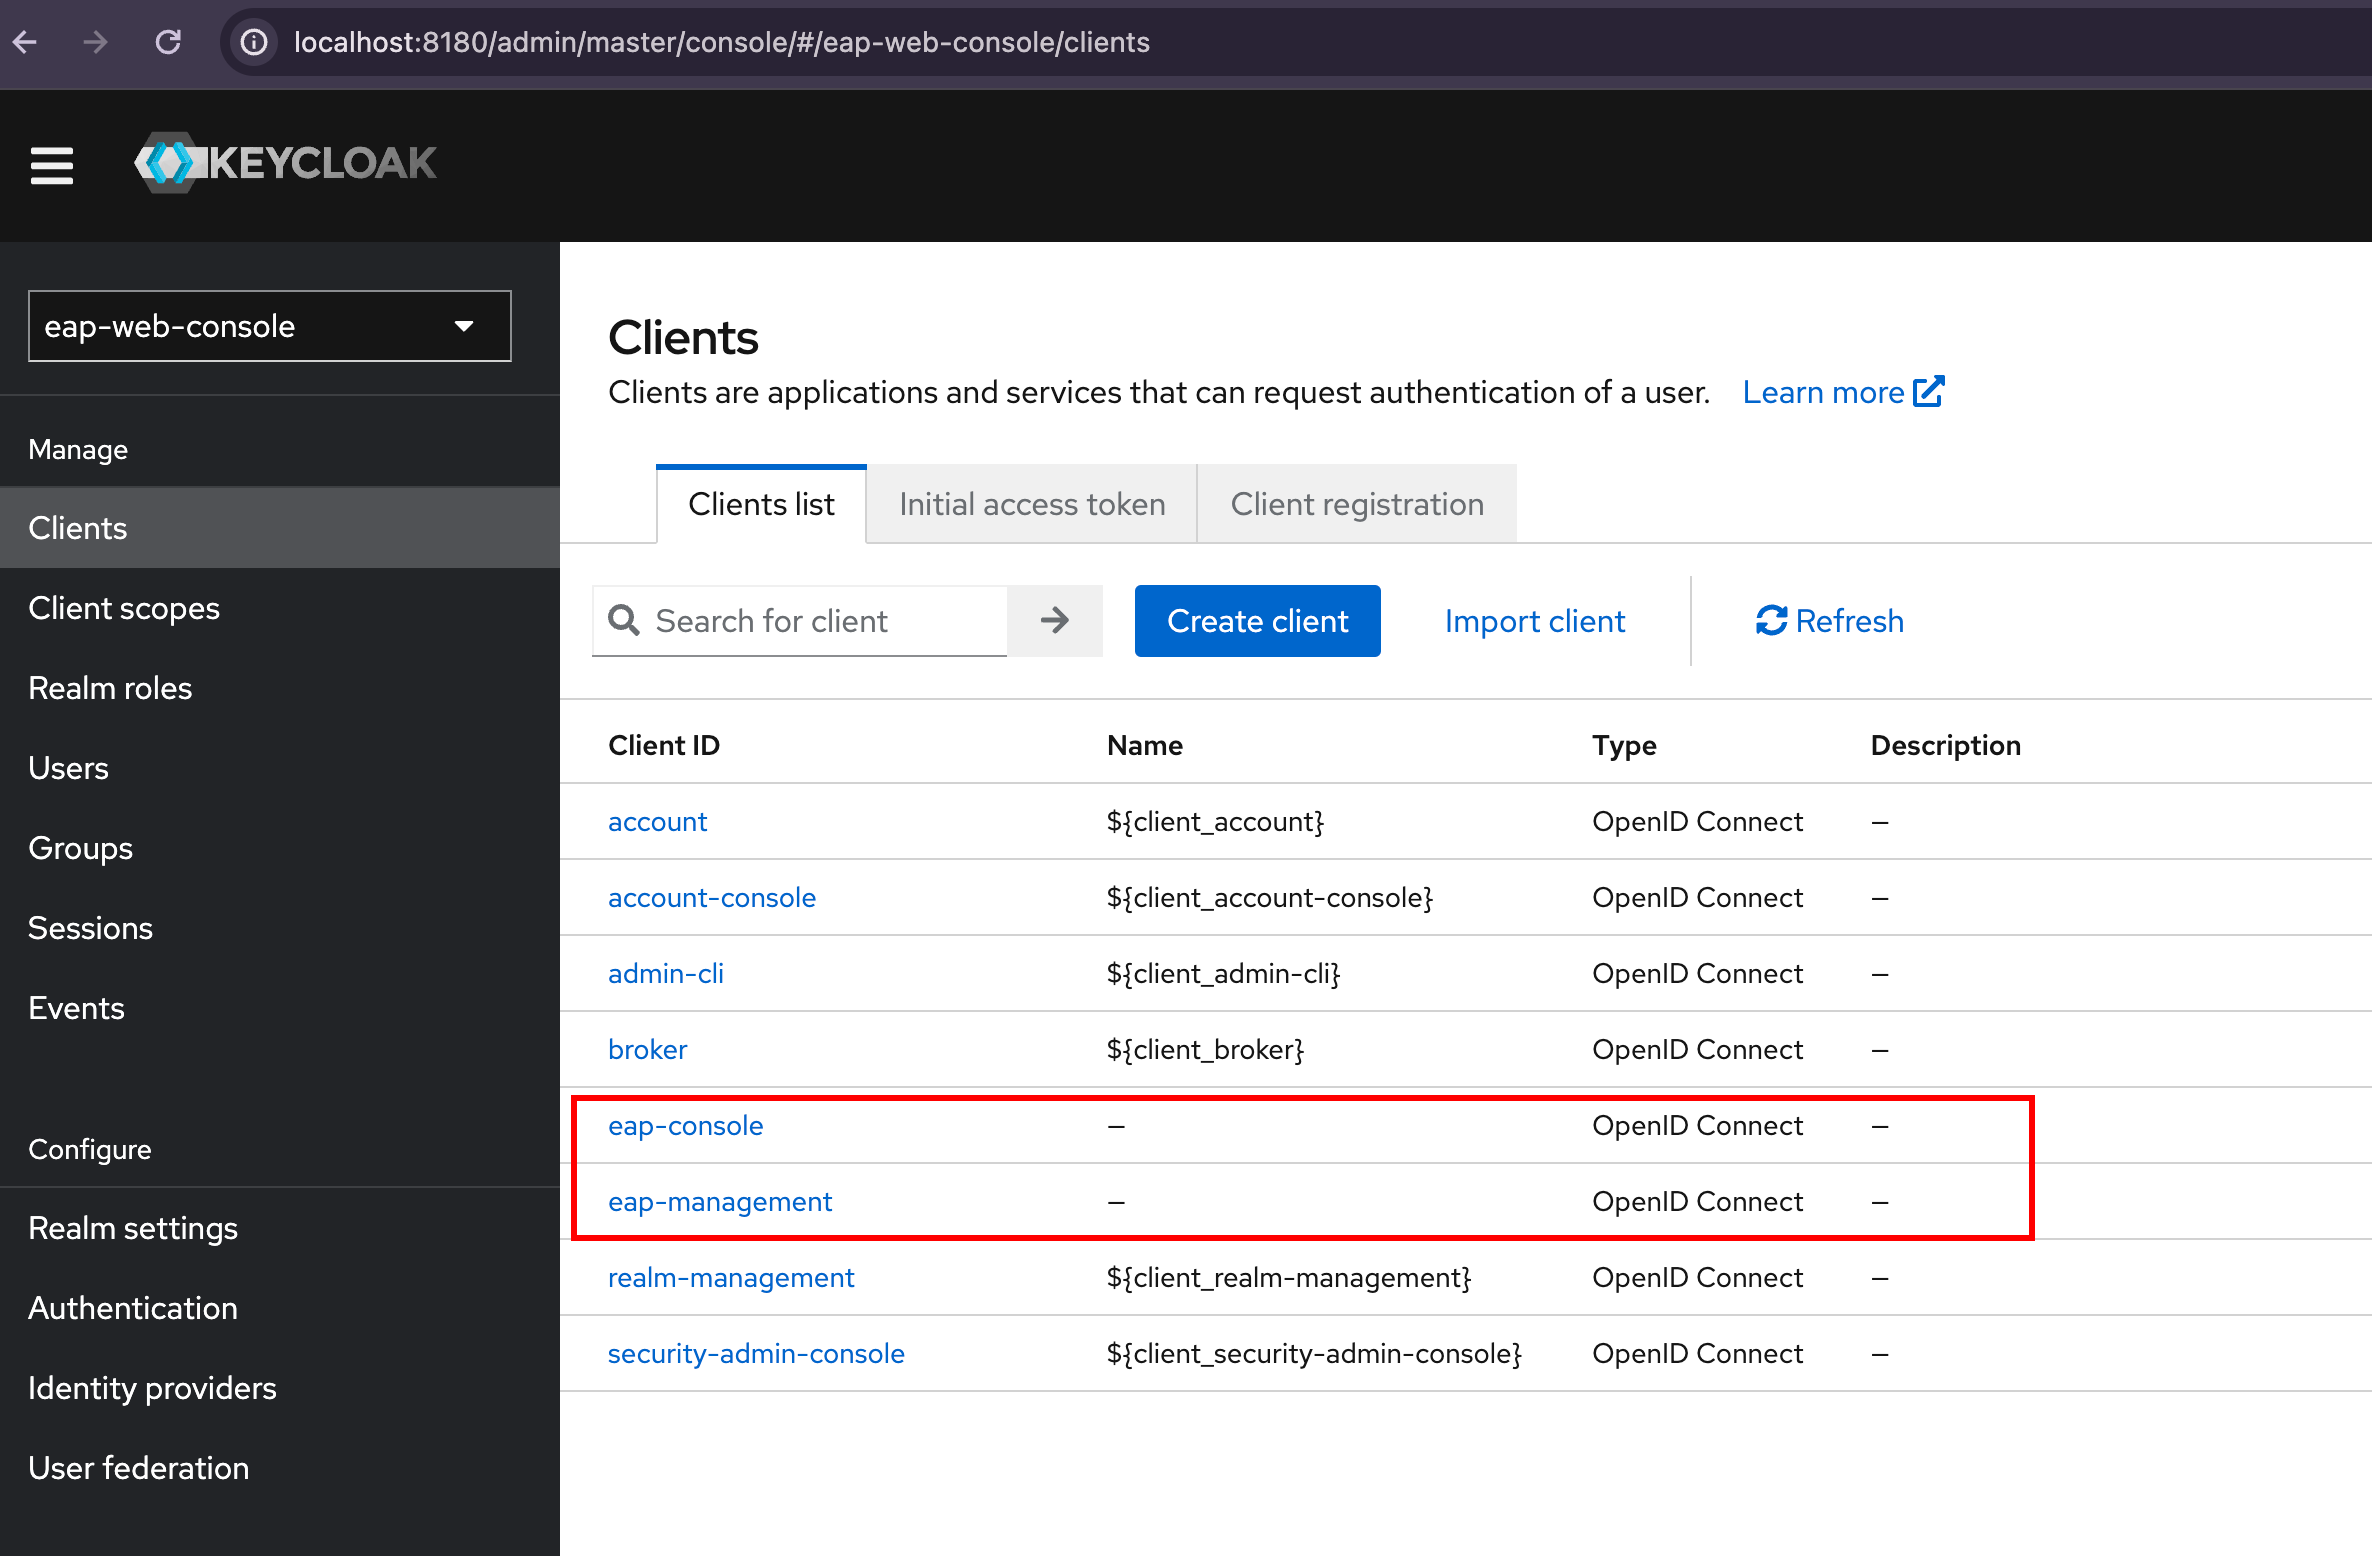 localhost:8180/admin/master/console/#/eap-web-console/clients
KEYCLOAK
eap-web-console
Manage
Clients
Client scopes
Realm roles
Users
Groups
Sessions
Events
Configure
Realm settings
Authentication
Identity providers
User federation
Clients
Clients are applications and services that can request authentication of a user. Learn more
Clients list Initial access token Client registration
Search for client Create client Import client Refresh
Client ID Name Type Description
account ${client_account} OpenID Connect –
account-console ${client_account-console} OpenID Connect –
admin-cli ${client_admin-cli} OpenID Connect –
broker ${client_broker} OpenID Connect –
eap-console – OpenID Connect –
eap-management – OpenID Connect –
realm-management ${client_realm-management} OpenID Connect –
security-admin-console ${client_security-admin-console} OpenID Connect –